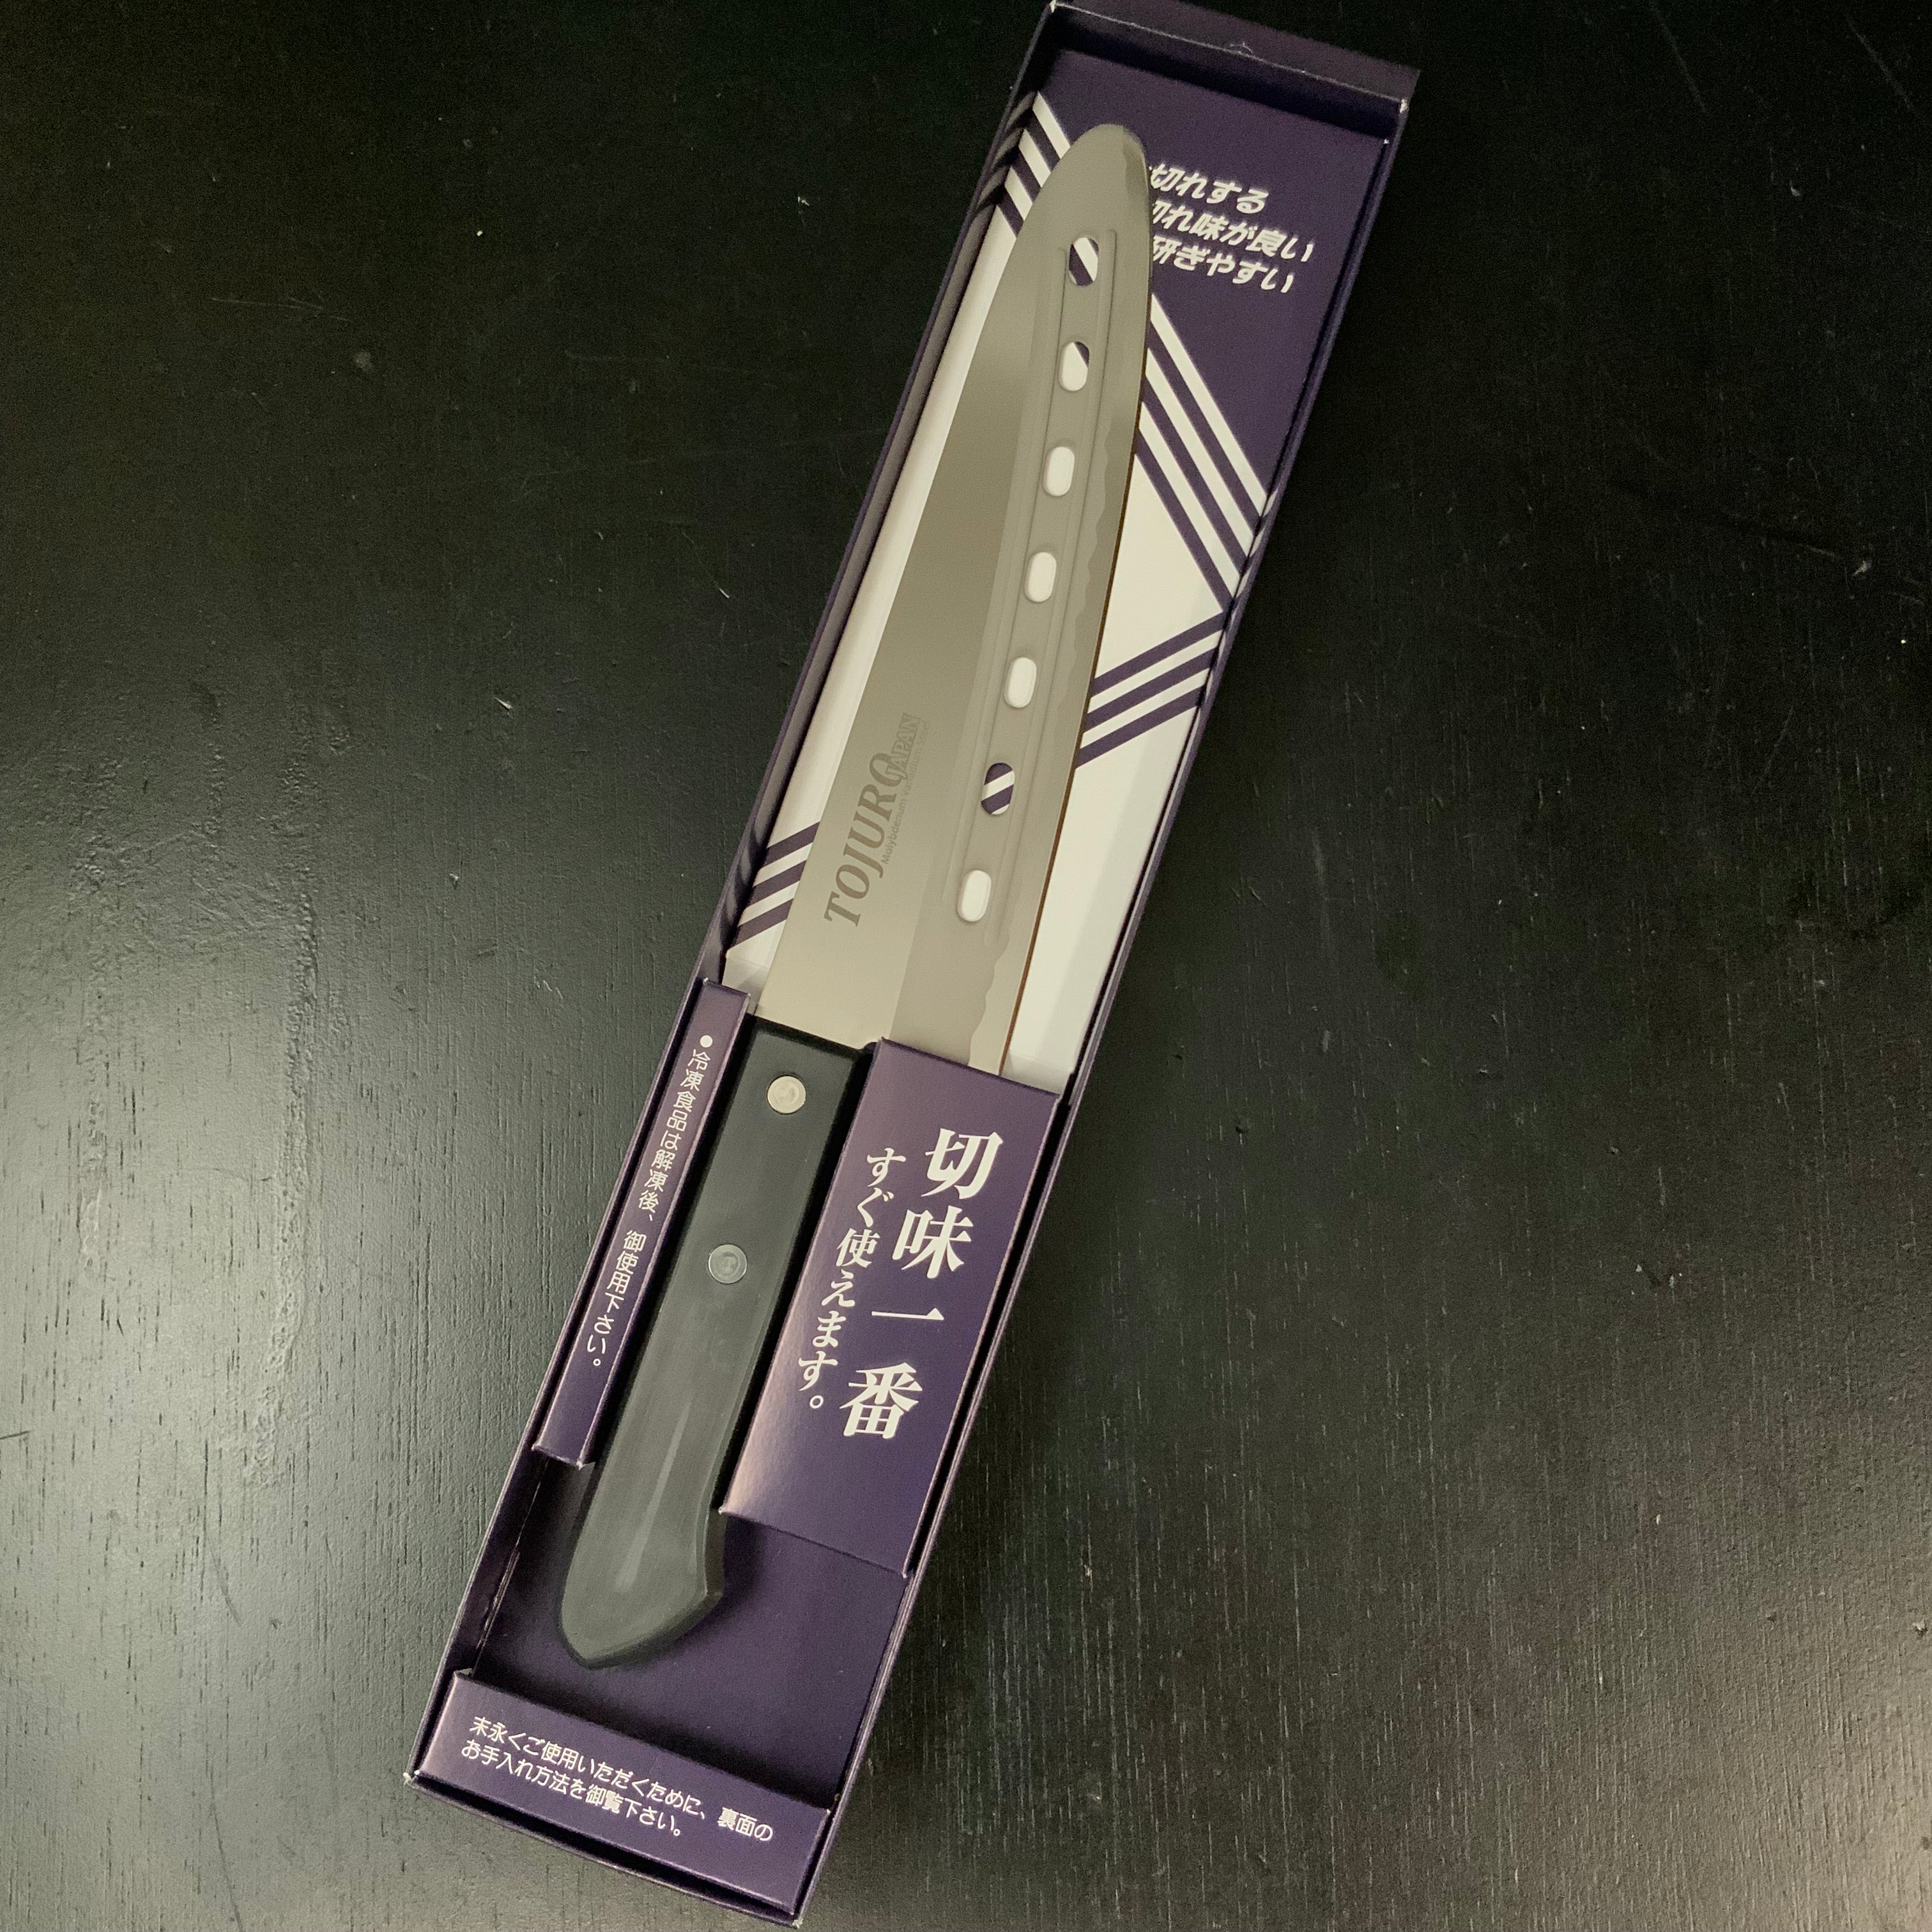 切れする
切れ味が良い
研ぎやすい
TOJURO
JAPAN
Molybdenum Vanadium
切味一番
すぐ使えます。
●冷凍食品は解凍後、御使用下さい。
末永くご使用いただくために、裏面の
お手入れ方法を御覧下さい。